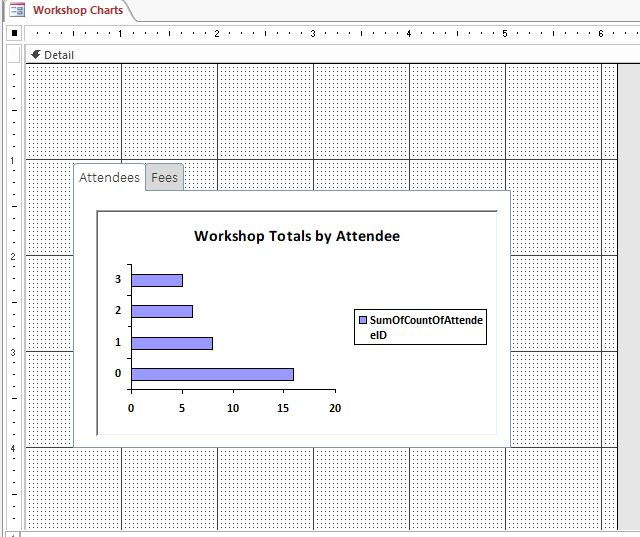 Workshop Charts
1 2 3 4 5 6
Detail
1
Attendees Fees
2
Workshop Totals by Attendee
3
2
SumOfCountOfAttende
eID
3
1
0
0 5 10 15 20
4